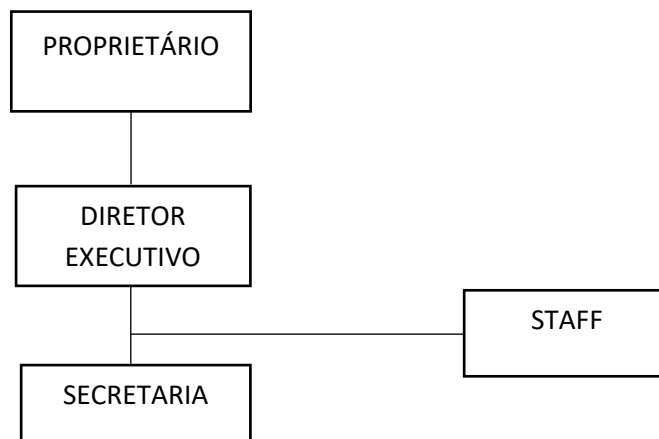 PROPRIETÁRIO
DIRETOR
EXECUTIVO
STAFF
SECRETARIA